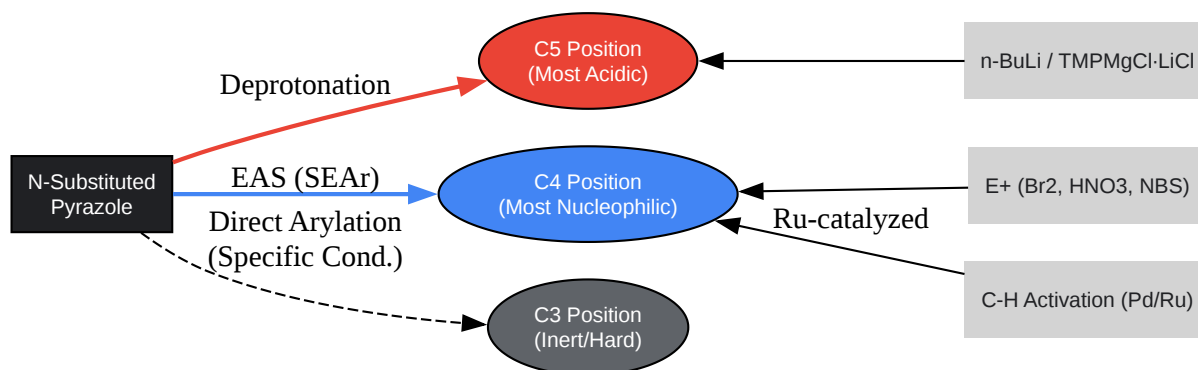 C5 Position
(Most Acidic)
n-BuLi / TMPMgCl·LiCl
Deprotonation
N-Substituted
Pyrazole
EAS (SEAr)
C4 Position
(Most Nucleophilic)
E+ (Br2, HNO3, NBS)
Direct Arylation
(Specific Cond.)
Ru-catalyzed
C-H Activation (Pd/Ru)
C3 Position
(Inert/Hard)